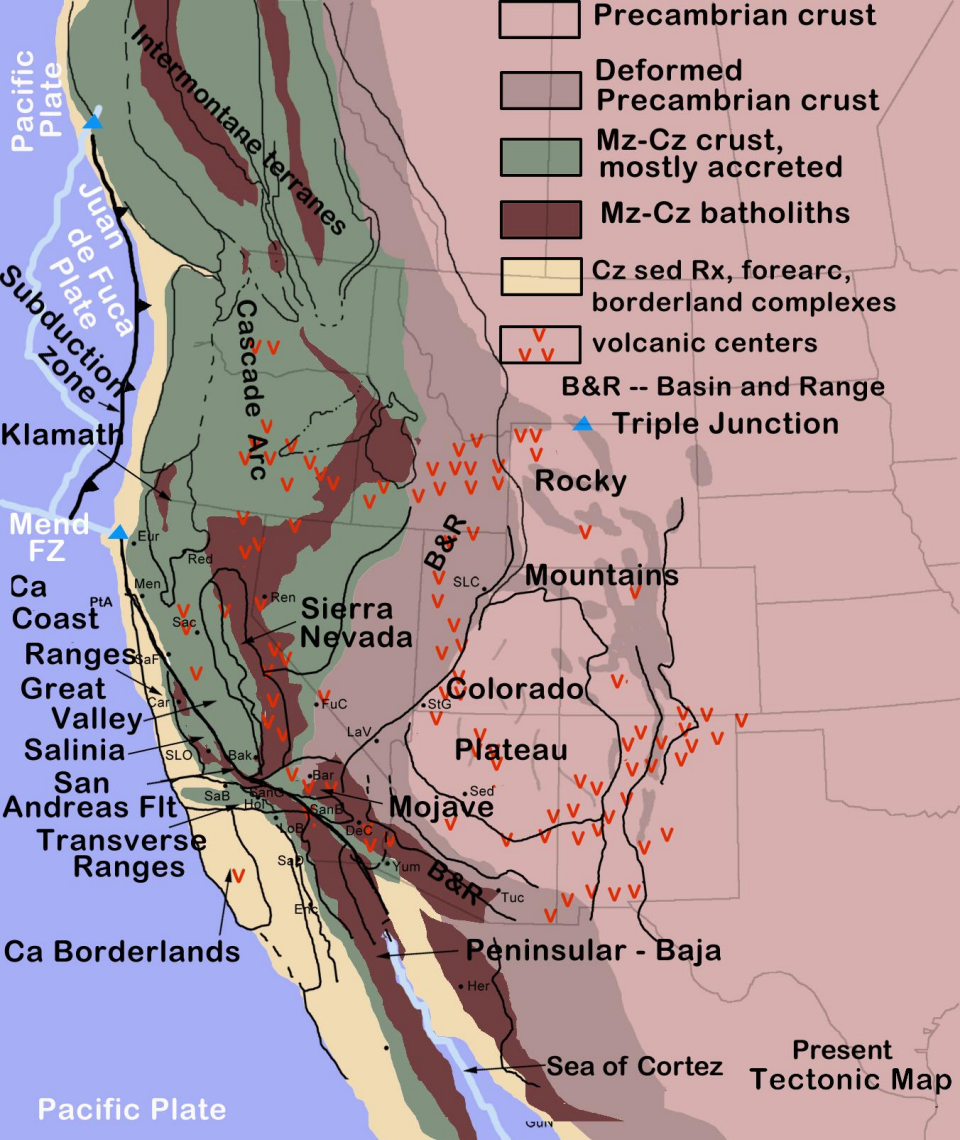 Precambrian crust
Deformed
Precambrian crust
Mz-Cz crust,
mostly accreted
Mz-Cz batholiths
Cz sed Rx, forearc,
borderland complexes
volcanic centers
B&R -- Basin and Range
Triple Junction
Pacific
Plate
Intermontane terranes
Juan
de Fuca
Plate
Subduction
zone
Cascade Arc
Klamath
Mend
FZ
Eur
Red
Men
PtA
Ca
Coast
Ranges
SaF
Sac
Ren
Sierra
Nevada
B&R
SLC
Rocky
Mountains
Great
Valley
Car
FuC
StG
Colorado
Plateau
Salinia
SLO
Bak
LaV
San
Andreas Flt
SaB
Bar
Sed
Mojave
Hol
SanB
Transverse
Ranges
LoB
DeC
SaD
Yum
B&R
Tuc
Ca Borderlands
Peninsular - Baja
Her
Sea of Cortez
Present
Tectonic Map
Pacific Plate